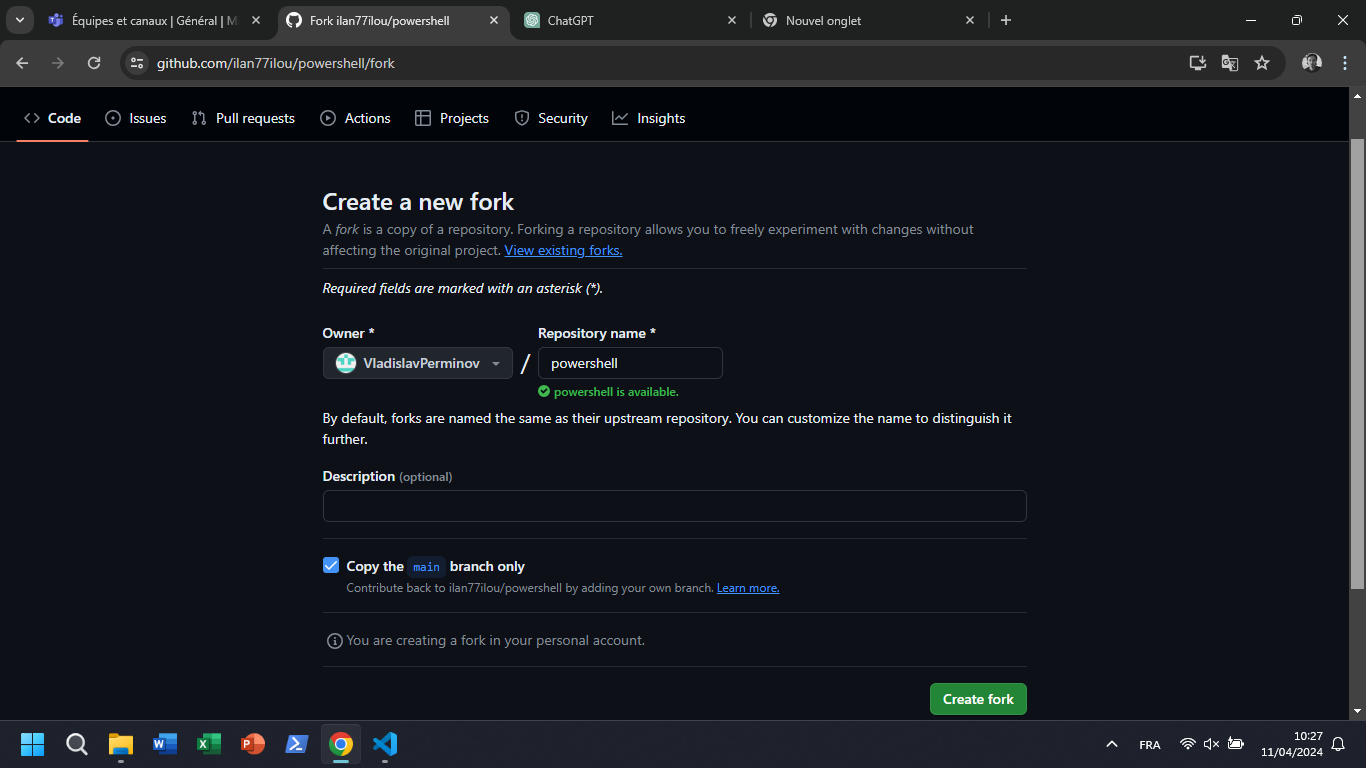 Équipes et canaux | Général | M
Fork ilan77ilou/powershell
ChatGPT
Nouvel onglet
github.com/ilan77ilou/powershell/fork
Code
Issues
Pull requests
Actions
Projects
Security
Insights
Create a new fork
A fork is a copy of a repository. Forking a repository allows you to freely experiment with changes without
affecting the original project. View existing forks.
Required fields are marked with an asterisk (*).
Owner *
Repository name *
VladislavPerminov
/
powershell
powershell is available.
By default, forks are named the same as their upstream repository. You can customize the name to distinguish it
further.
Description (optional)
Copy the main branch only
Contribute back to ilan77ilou/powershell by adding your own branch. Learn more.
You are creating a fork in your personal account.
Create fork
FRA
10:27
11/04/2024